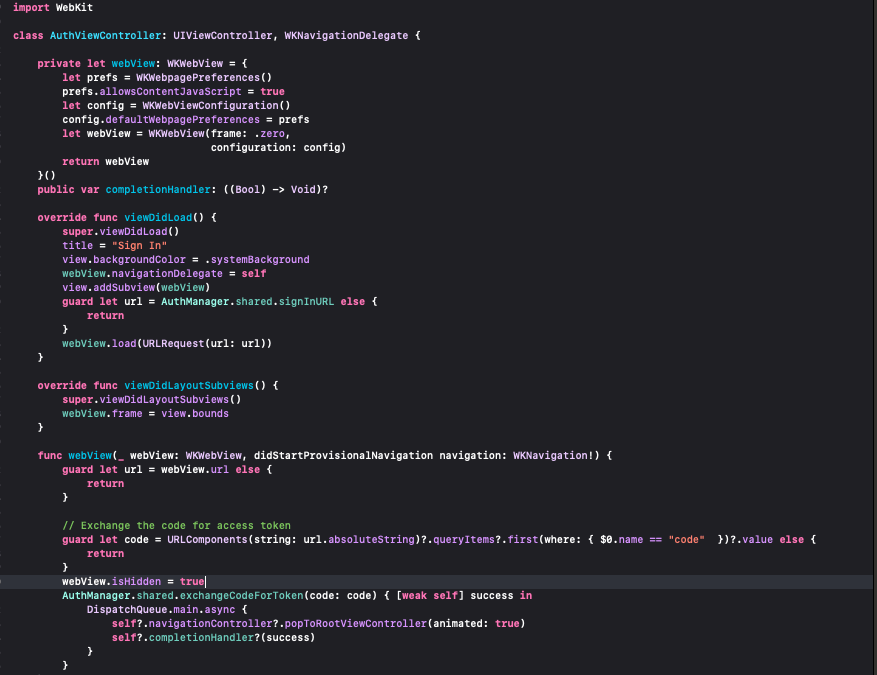 import WebKit
class AuthViewController: UIViewController, WKNavigationDelegate {
    private let webView: WKWebView = {
        let prefs = WKWebpagePreferences()
        prefs.allowsContentJavaScript = true
        let config = WKWebViewConfiguration()
        config.defaultWebpagePreferences = prefs
        let webView = WKWebView(frame: .zero,
                                configuration: config)
        return webView
    }()
    public var completionHandler: ((Bool) -> Void)?
    override func viewDidLoad() {
        super.viewDidLoad()
        title = "Sign In"
        view.backgroundColor = .systemBackground
        webView.navigationDelegate = self
        view.addSubview(webView)
        guard let url = AuthManager.shared.signInURL else {
            return
        }
        webView.load(URLRequest(url: url))
    }
    override func viewDidLayoutSubviews() {
        super.viewDidLayoutSubviews()
        webView.frame = view.bounds
    }
    func webView(_ webView: WKWebView, didStartProvisionalNavigation navigation: WKNavigation!) {
        guard let url = webView.url else {
            return
        }
        // Exchange the code for access token
        guard let code = URLComponents(string: url.absoluteString)?.queryItems?.first(where: { $0.name == "code"  })?.value else {
            return
        }
        webView.isHidden = true
        AuthManager.shared.exchangeCodeForToken(code: code) { [weak self] success in
            DispatchQueue.main.async {
                self?.navigationController?.popToRootViewController(animated: true)
                self?.completionHandler?(success)
            }
        }